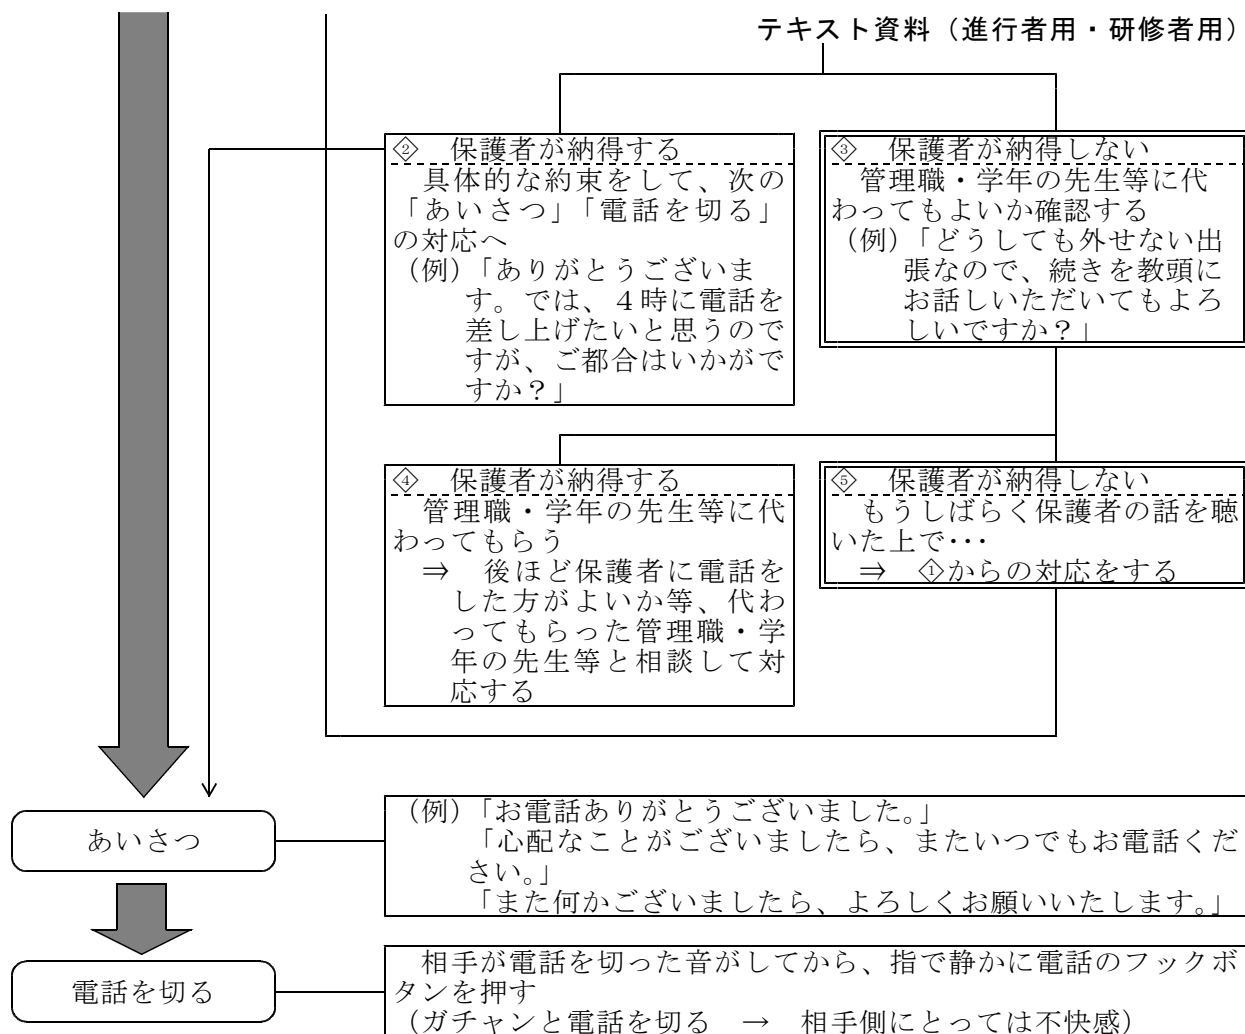 テキスト資料（進行者用・研修者用）
② 保護者が納得する
具体的な約束をして、次の
「あいさつ」「電話を切る」
の対応へ
（例）「ありがとうございま
す。では、４時に電話を
差し上げたいと思うので
すが、ご都合はいかがで
すか？」
③ 保護者が納得しない
管理職・学年の先生等に代
わってもよいか確認する
（例）「どうしても外せない出
張なので、続きを教頭に
お話しいただいてもよろ
しいですか？」
④ 保護者が納得する
管理職・学年の先生等に代
わってもらう
⇒ 後ほど保護者に電話を
した方がよいか等、代わ
ってもらった管理職・学
年の先生等と相談して対
応する
⑤ 保護者が納得しない
もうしばらく保護者の話を聴
いた上で･･･
⇒ ①からの対応をする
あいさつ
（例）「お電話ありがとうございました。」
「心配なことがございましたら、またいつでもお電話くだ
さい。」
「また何かございましたら、よろしくお願いいたします。」
電話を切る
相手が電話を切った音がしてから、指で静かに電話のフックボ
タンを押す
（ガチャンと電話を切る → 相手側にとっては不快感）